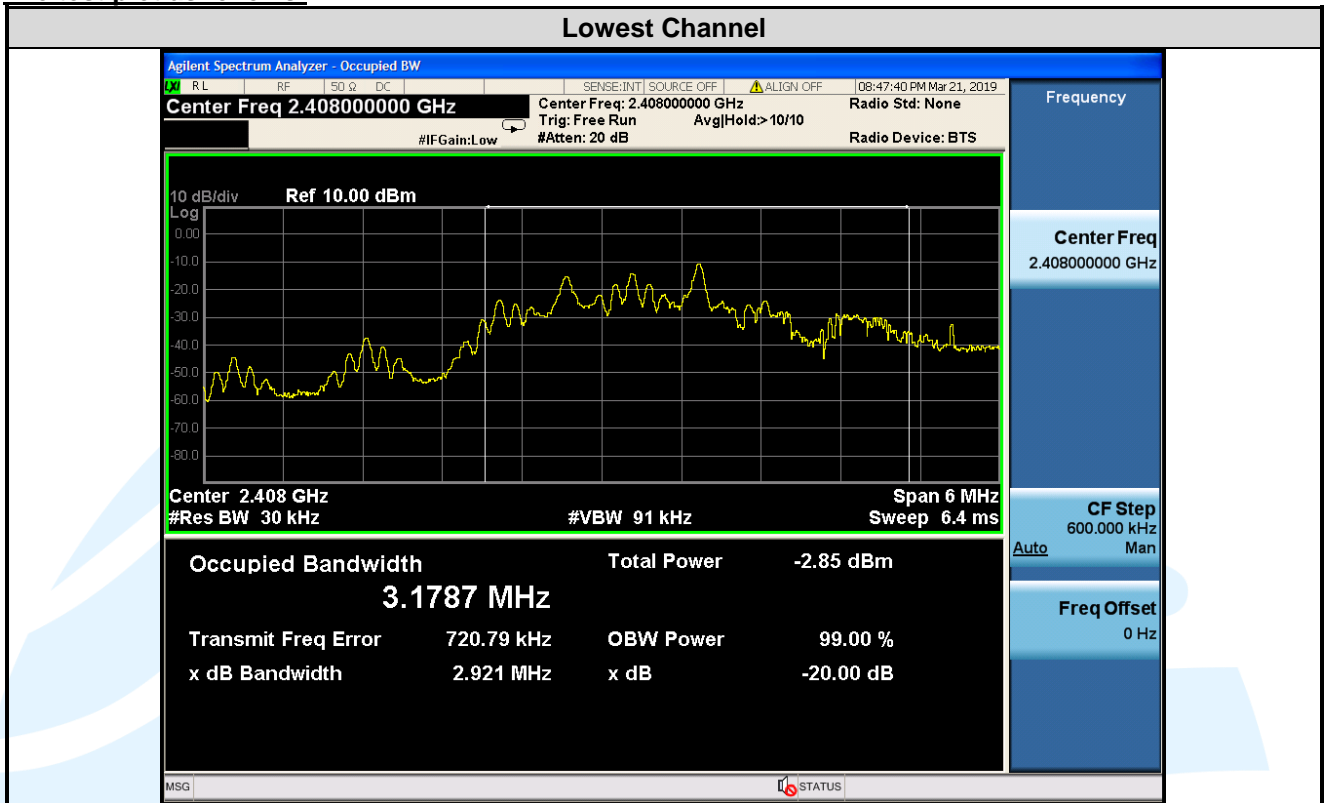 Lowest Channel
Agilent Spectrum Analyzer - Occupied BW
LXI RL RF 50 Ω DC SENSE:INT SOURCE OFF ALIGN OFF 08:47:40 PM Mar 21, 2019
Center Freq 2.408000000 GHz
Center Freq: 2.408000000 GHz
Radio Std: None
Trig: Free Run Avg|Hold:>10/10
#IFGain:Low
#Atten: 20 dB
Radio Device: BTS
10 dB/div Ref 10.00 dBm
Log
0.00
-10.0
-20.0
-30.0
-40.0
-50.0
-60.0
-70.0
-80.0
Center 2.408 GHz Span 6 MHz
#Res BW 30 kHz #VBW 91 kHz Sweep 6.4 ms
Occupied Bandwidth Total Power -2.85 dBm
3.1787 MHz
Transmit Freq Error 720.79 kHz OBW Power 99.00 %
x dB Bandwidth 2.921 MHz x dB -20.00 dB
MSG STATUS
Frequency
Center Freq
2.408000000 GHz
CF Step
600.000 kHz
Auto Man
Freq Offset
0 Hz